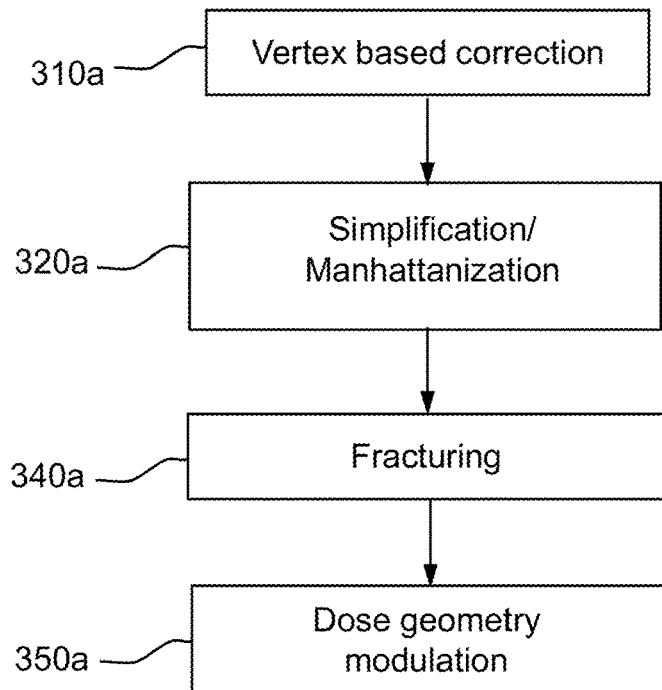 Vertex based correction
310a
Simplification/
Manhattanization
320a
Fracturing
340a
Dose geometry
modulation
350a